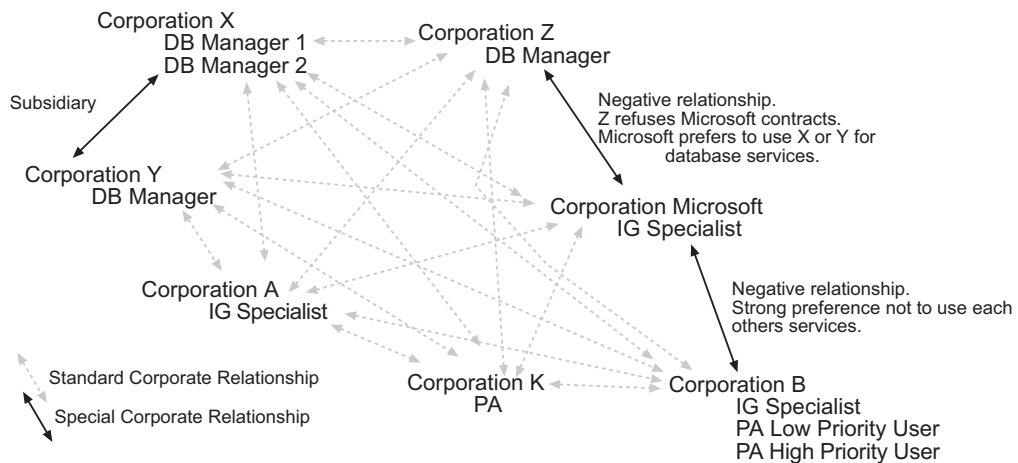 Corporation X
DB Manager 1
DB Manager 2
Corporation Z
DB Manager
Subsidiary
Negative relationship.
Z refuses Microsoft contracts.
Microsoft prefers to use X or Y for
database services.
Corporation Y
DB Manager
Corporation Microsoft
IG Specialist
Corporation A
IG Specialist
Negative relationship.
Strong preference not to use each
others services.
Standard Corporate Relationship
Special Corporate Relationship
Corporation K
PA
Corporation B
IG Specialist
PA Low Priority User
PA High Priority User